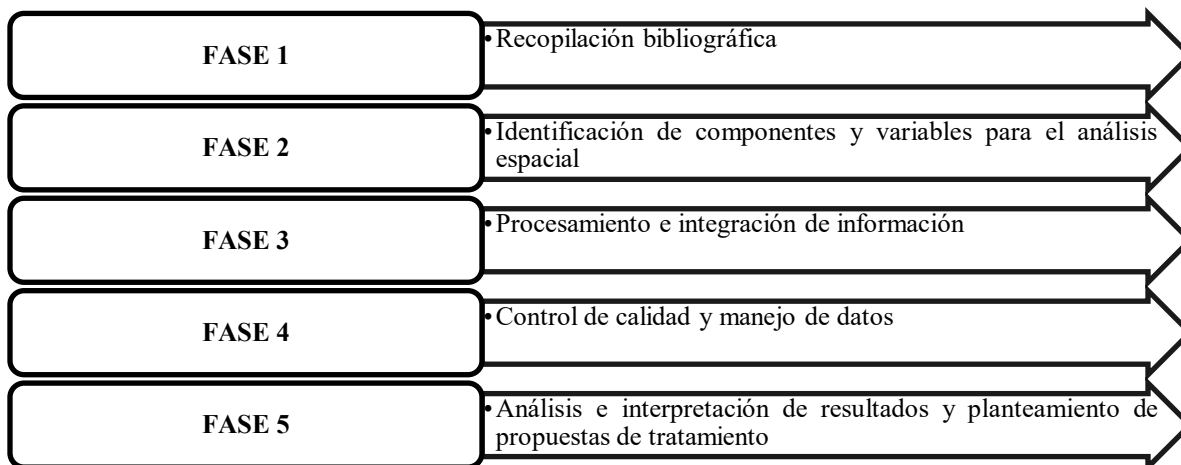 FASE 1
•Recopilación bibliográfica
FASE 2
•Identificación de componentes y variables para el análisis
espacial
FASE 3
•Procesamiento e integración de información
FASE 4
•Control de calidad y manejo de datos
FASE 5
•Análisis e interpretación de resultados y planteamiento de
propuestas de tratamiento